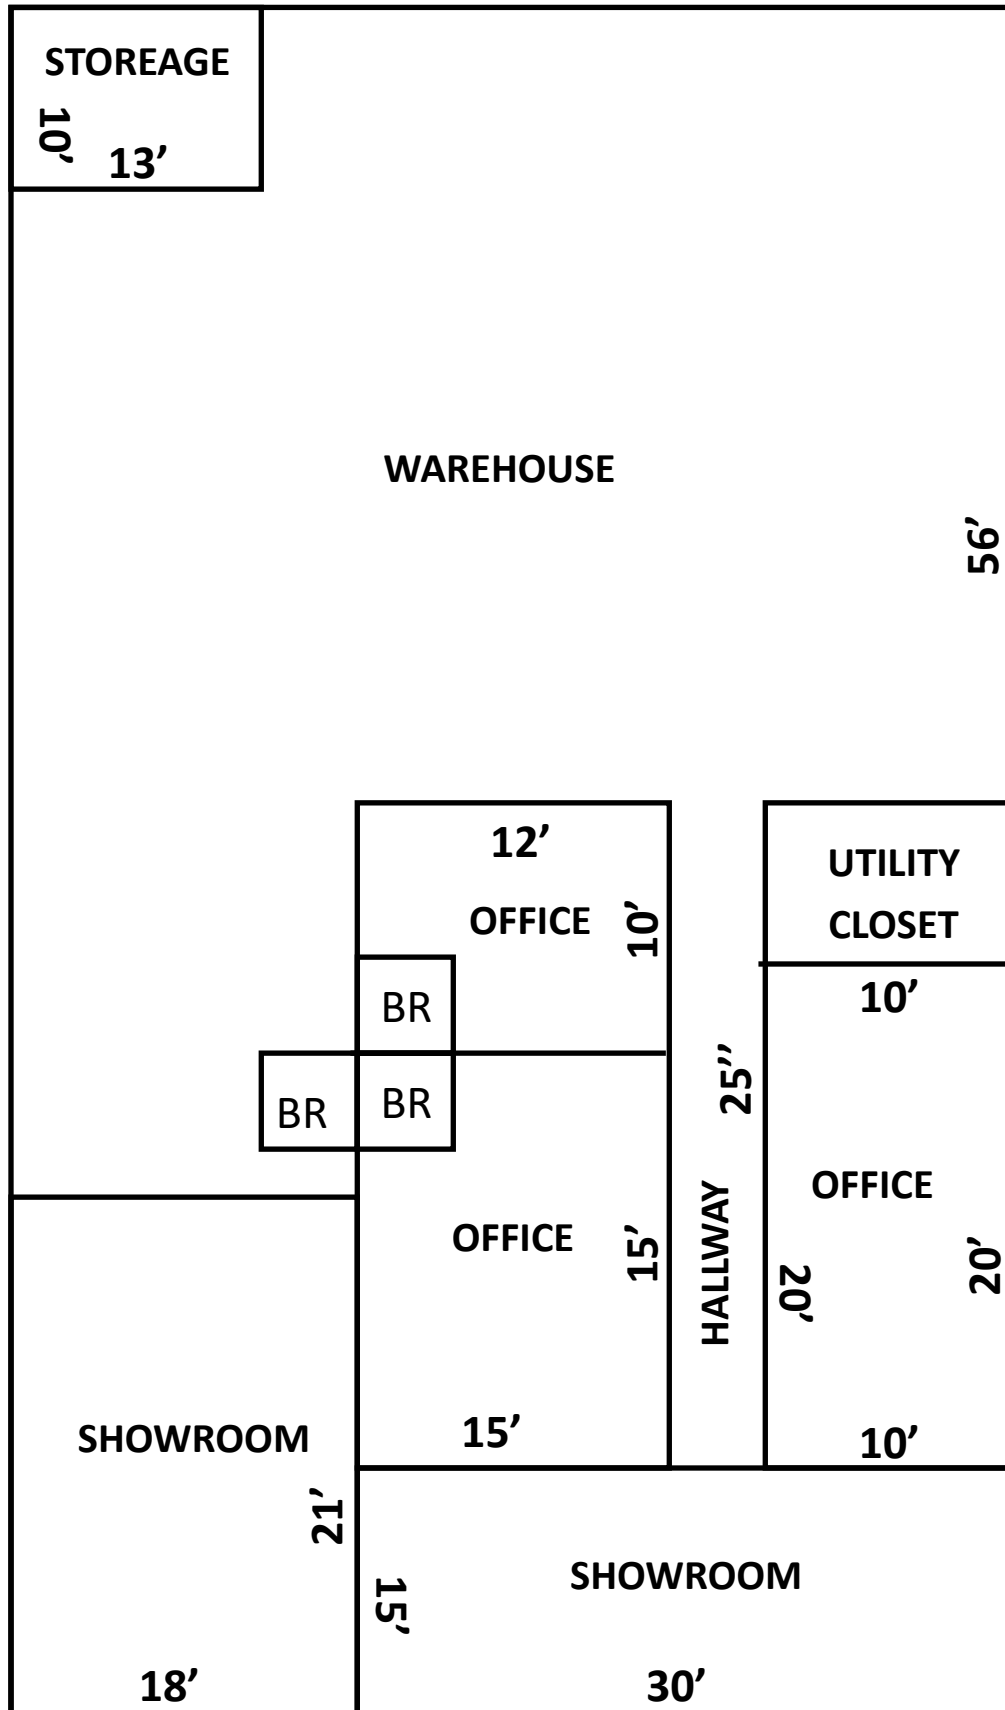 STOREAGE
10’
13’
WAREHOUSE
56’
12’
OFFICE
10’
UTILITY
CLOSET
10’
BR
BR
BR
25’’
HALLWAY
OFFICE
20’
20’
10’
OFFICE
15’
15’
SHOWROOM
21’
18’
15’
SHOWROOM
30’